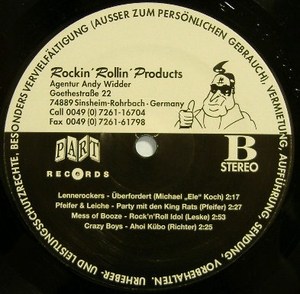 (AUSSER ZUM PERSÖNLICHEN GEBRAUCH), VERMIETUNG, AUFFÜHRUNG, SENDUNG, VORBEHALTEN. URHEBER- UND LEISTUNGSSCHUTZRECHTE, BESONDERS VERVIELFÄLTIGUNG
Rockin' Rollin' Products
Agentur Andy Widder
Goethestraße 22
74889 Sinsheim-Rohrbach - Germany
Call 0049 (0) 7261-16704
Fax 0049 (0) 7261-61798
PART
RECORDS
B
STEREO
Lennerockers - Überfordert (Michael „Ele" Koch) 2:17
Pfeifer & Leiche - Party mit den King Rats (Pfeifer) 2:27
Mess of Booze - Rock'n'Roll Idol (Leske) 2:53
Crazy Boys - Ahoi Kübo (Richter) 2:25